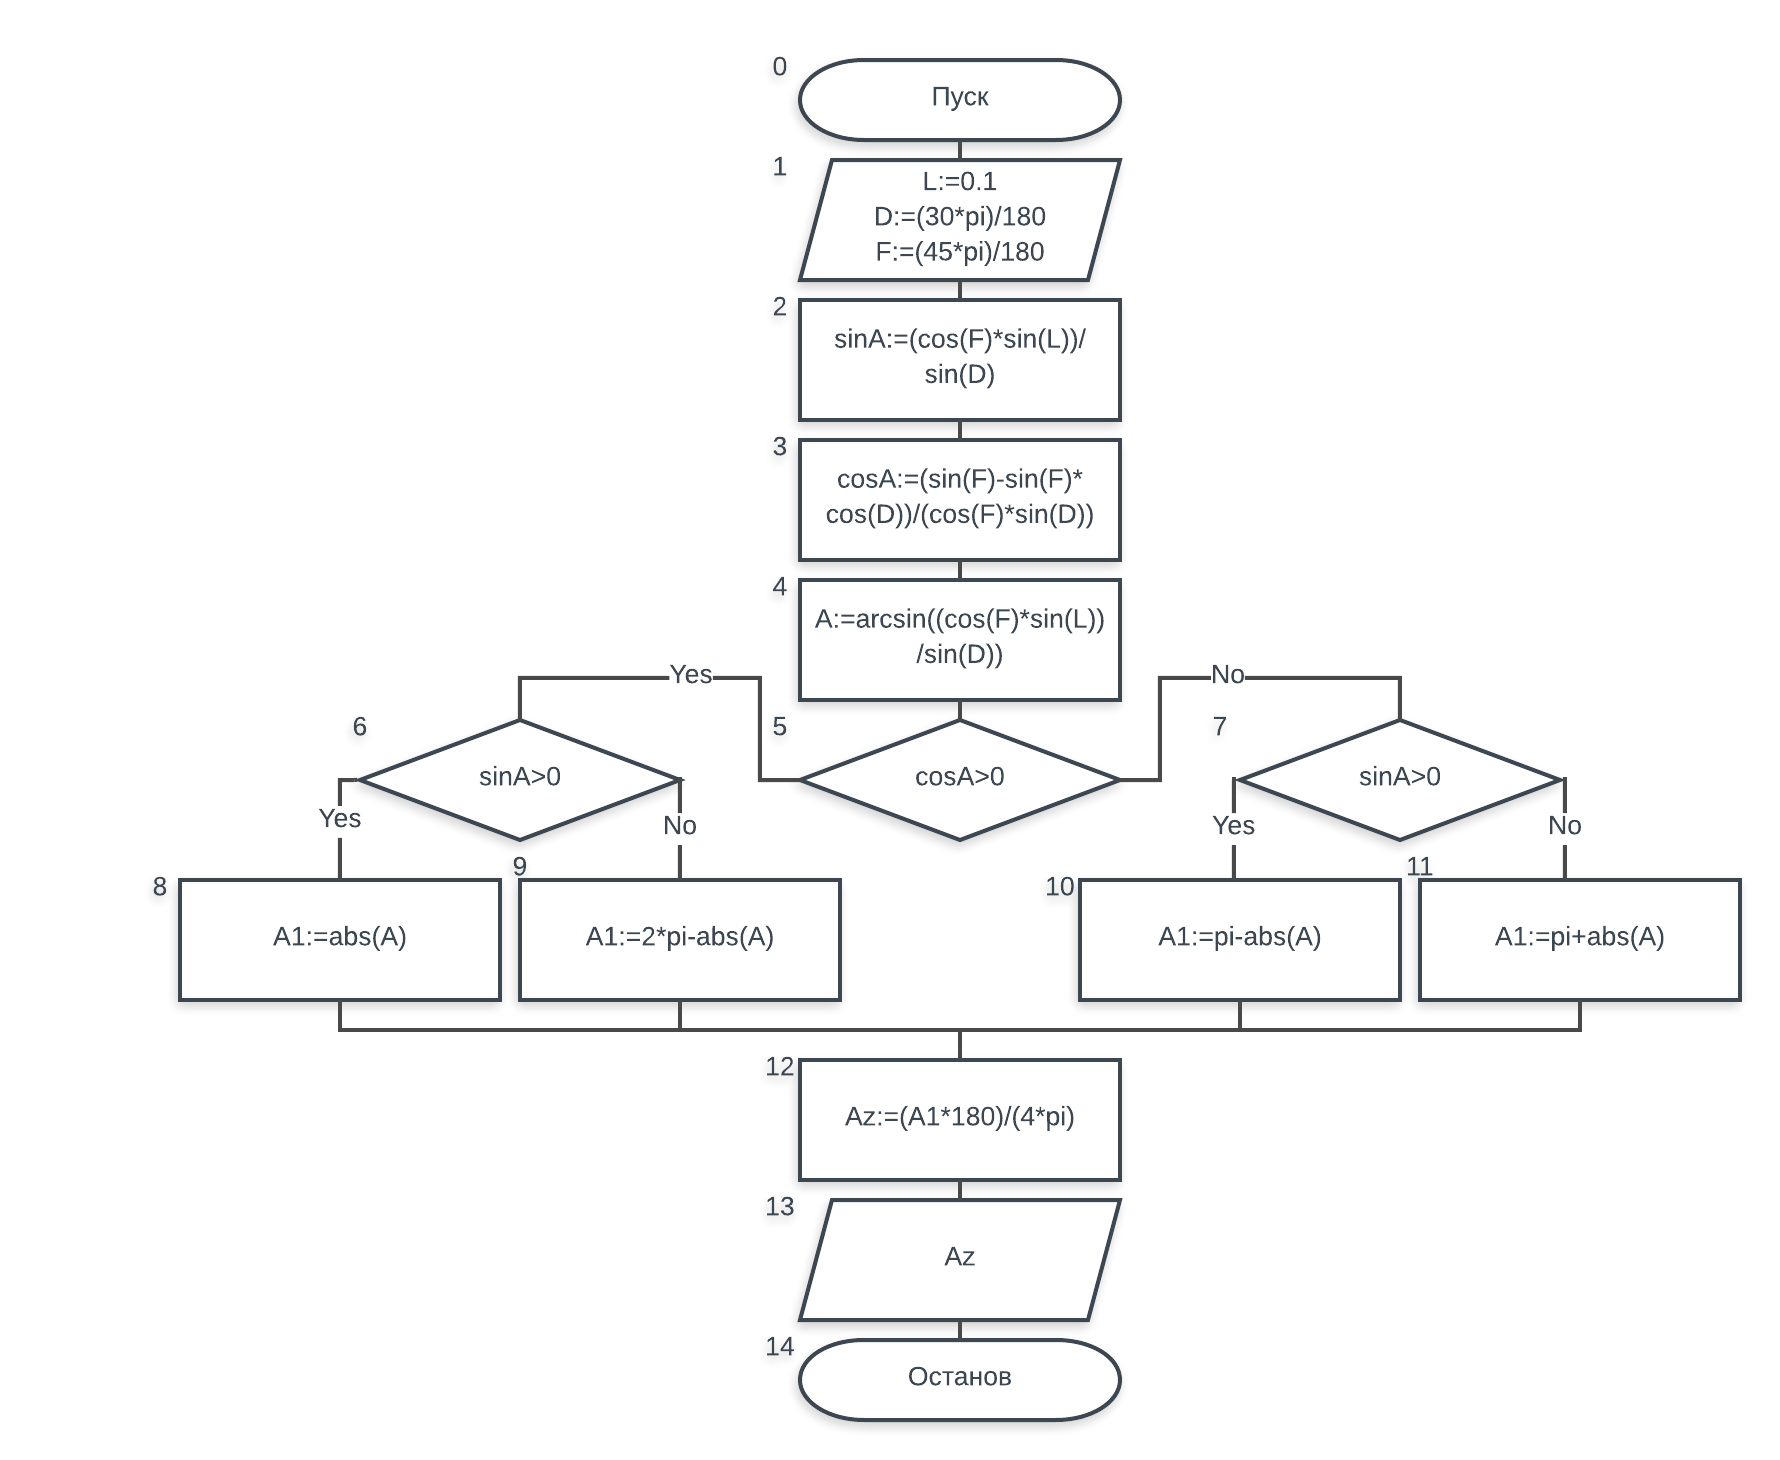 0
Пуск
1
L:=0.1
D:=(30*pi)/180
F:=(45*pi)/180
2
sinA:=(cos(F)*sin(L))/
sin(D)
3
cosA:=(sin(F)-sin(F)*
cos(D))/(cos(F)*sin(D))
4
A:=arcsin((cos(F)*sin(L))
/sin(D))
Yes
No
6
sinA>0
5
cosA>0
7
sinA>0
Yes
No
Yes
No
8
A1:=abs(A)
9
A1:=2*pi-abs(A)
10
A1:=pi-abs(A)
11
A1:=pi+abs(A)
12
Az:=(A1*180)/(4*pi)
13
Az
14
Останов